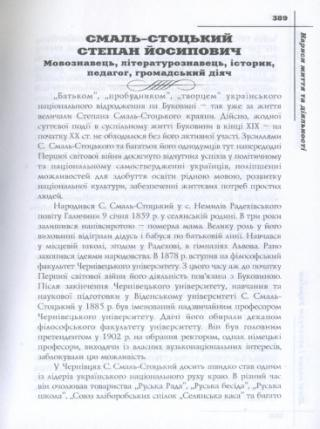 389
Нариси життя та діяльності
СМАЛЬ-СТОЦЬКИЙ
СТЕПАН ЙОСИПОВИЧ
Мовознавець, літературознавець, історик,
педагог, громадський діяч
„Батьком", „пробудником", „творцем" українського
національного відродження на Буковині – так уже за життя
величали Степана Смаль-Стоцького краяни. Дійсно, жодної
суттєвої події в суспільному житті Буковини в кінці XIX – на
початку XX ст. не обходилося без його активної участі. Зусиллями
С. Смаль-Стоцького та багатьох його однодумців тут напередодні
Першої світової війни досягнуто відчутних успіхів у політичному
та національному самоствердженні українців, поліпшенні
можливостей для здобуття освіти рідною мовою, розвитку
національної культури, забезпеченні життєвих потреб простих
людей.
Народився С. Смаль-Стоцький у с. Немилів Радехівського
повіту Галичини 9 січня 1859 р. у селянській родині. В три роки
залишився напівсиротою – померла мама. Велику роль у його
вихованні відіграли дідусь і бабуся по батьковій лінії. Навчався
у місцевій школі, згодом у Радехові, в гімназіях Львова. Рано
захопився ідеями народовства. В 1878 р. вступив на філософський
факультет Чернівецького університету. З цього часу аж до початку
Першої світової війни його діяльність пов'язана з Буковиною.
Після закінчення Чернівецького університету, навчання та
наукової підготовки у Віденському університеті С. Смаль-
Стоцький у 1885 р. був іменований надзвичайним професором
Чернівецького університету. Двічі його обирали деканом
філософського факультету університету. Він був головним
претендентом у 1902 р. на обрання ректором, однак німецькі
професори, виходячи із власних вузьконаціональних інтересів,
заблокували цю можливість.
У Чернівцях С. Смаль-Стоцький досить швидко став одним
із лідерів українського національного руху краю. В різний час
він очолював товариства „Руська Рада", „Руська бесіда", „Руська
школа", „Союз хліборобських спілок „Селянська каса" та багато